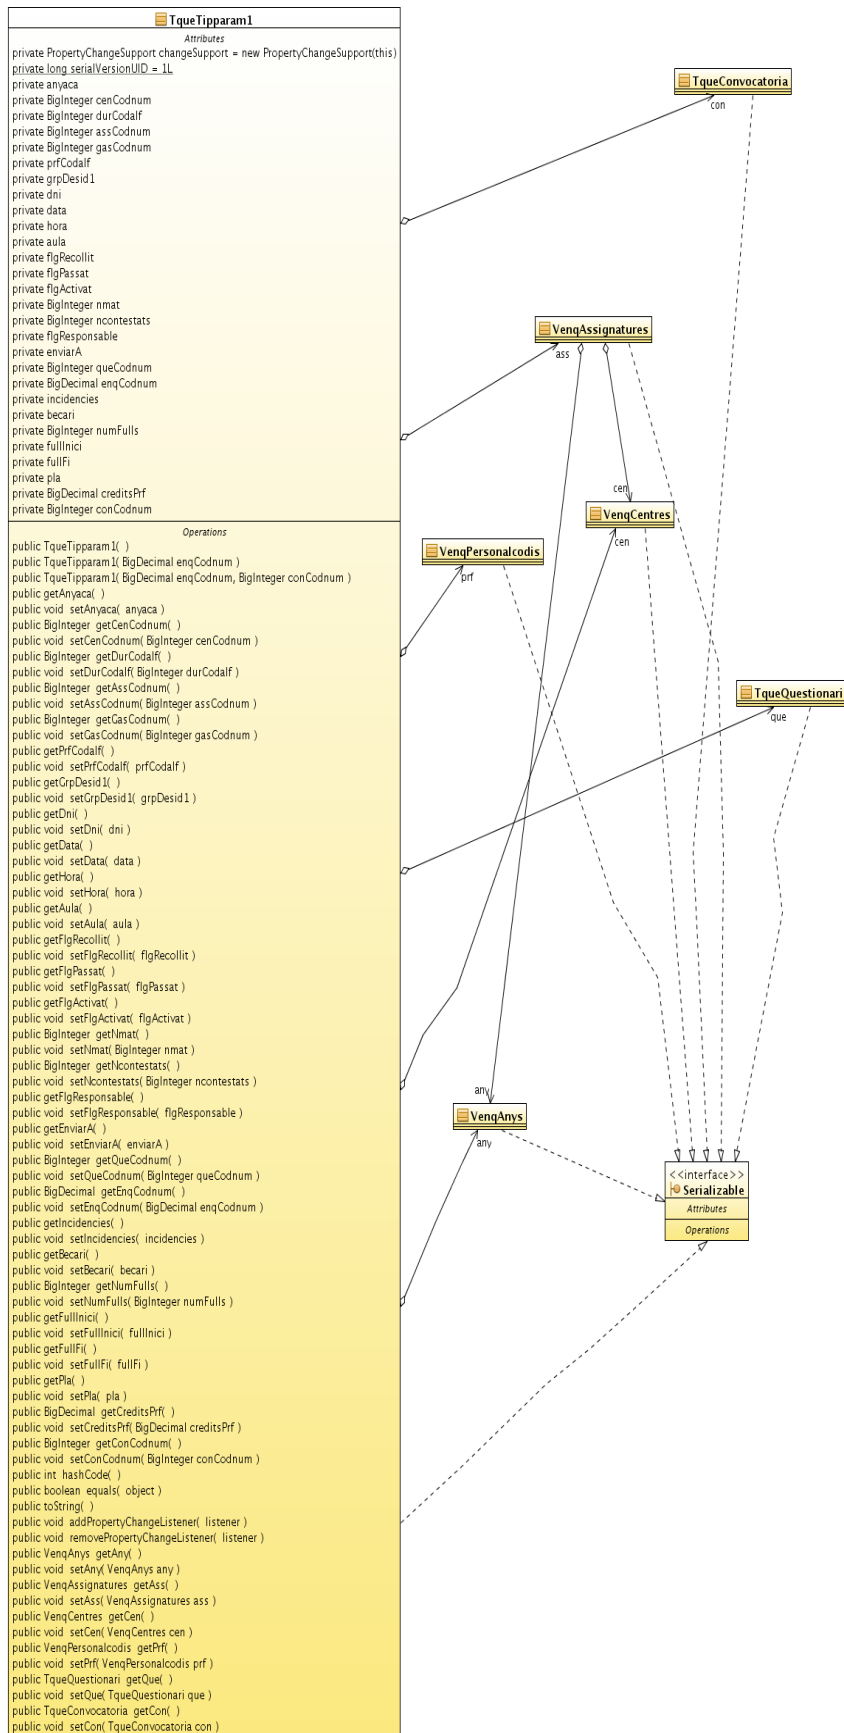 TqueTipparam1
Attributes
private PropertyChangeSupport changeSupport = new PropertyChangeSupport(this)
private long serialVersionUID = 1L
private anyaca
private BigInteger cenCodnum
private BigInteger durCodalf
private BigInteger assCodnum
private BigInteger gasCodnum
private prfCodalf
private grpDesid1
private dni
private data
private hora
private aula
private flgRecollit
private flgPassat
private flgActivat
private BigInteger nmat
private BigInteger ncontestats
private flgResponsable
private enviarA
private BigInteger queCodnum
private BigDecimal enqCodnum
private incidencies
private becari
private BigInteger numFulls
private fullInici
private fullFi
private pla
private BigDecimal creditsPrf
private BigInteger conCodnum
Operations
public TqueTipparam1( )
public TqueTipparam1( BigDecimal enqCodnum )
public TqueTipparam1( BigDecimal enqCodnum, BigInteger conCodnum )
public getAnyaca( )
public void setAnyaca( anyaca )
public BigInteger getCenCodnum( )
public void setCenCodnum( BigInteger cenCodnum )
public BigInteger getDurCodalf( )
public void setDurCodalf( BigInteger durCodalf )
public BigInteger getAssCodnum( )
public void setAssCodnum( BigInteger assCodnum )
public BigInteger getGasCodnum( )
public void setGasCodnum( BigInteger gasCodnum )
public getPrfCodalf( )
public void setPrfCodalf( prfCodalf )
public getGrpDesid1( )
public void setGrpDesid1( grpDesid1 )
public getDni( )
public void setDni( dni )
public getData( )
public void setData( data )
public getHora( )
public void setHora( hora )
public getAula( )
public void setAula( aula )
public getFlgRecollit( )
public void setFlgRecollit( flgRecollit )
public getFlgPassat( )
public void setFlgPassat( flgPassat )
public getFlgActivat( )
public void setFlgActivat( flgActivat )
public BigInteger getNmat( )
public void setNmat( BigInteger nmat )
public BigInteger getNcontestats( )
public void setNcontestats( BigInteger ncontestats )
public getFlgResponsable( )
public void setFlgResponsable( flgResponsable )
public getEnviarA( )
public void setEnviarA( enviarA )
public BigInteger getQueCodnum( )
public void setQueCodnum( BigInteger queCodnum )
public BigDecimal getEnqCodnum( )
public void setEnqCodnum( BigDecimal enqCodnum )
public getIncidencies( )
public void setIncidencies( incidencies )
public getBecari( )
public void setBecari( becari )
public BigInteger getNumFulls( )
public void setNumFulls( BigInteger numFulls )
public getFullInici( )
public void setFullInici( fullInici )
public getFullFi( )
public void setFullFi( fullFi )
public getPla( )
public void setPla( pla )
public BigDecimal getCreditsPrf( )
public void setCreditsPrf( BigDecimal creditsPrf )
public BigInteger getConCodnum( )
public void setConCodnum( BigInteger conCodnum )
public int hashCode( )
public boolean equals( object )
public toString( )
public void addPropertyChangeListener( listener )
public void removePropertyChangeListener( listener )
public VenqAnys getAny( )
public void setAny( VenqAnys any )
public VenqAssignatures getAss( )
public void setAss( VenqAssignatures ass )
public VenqCentres getCen( )
public void setCen( VenqCentres cen )
public VenqPersonalcodis getPrf( )
public void setPrf( VenqPersonalcodis prf )
public TqueQuestionari getQue( )
public void setQue( TqueQuestionari que )
public TqueConvocatoria getCon( )
public void setCon( TqueConvocatoria con )
TqueConvocatoria
con
VenqAssignatures
ass
cen
VenqCentres
cen
VenqPersonalcodis
prf
TqueQuestionari
que
any
VenqAnys
any
<<interface>>
Serializable
Attributes
Operations